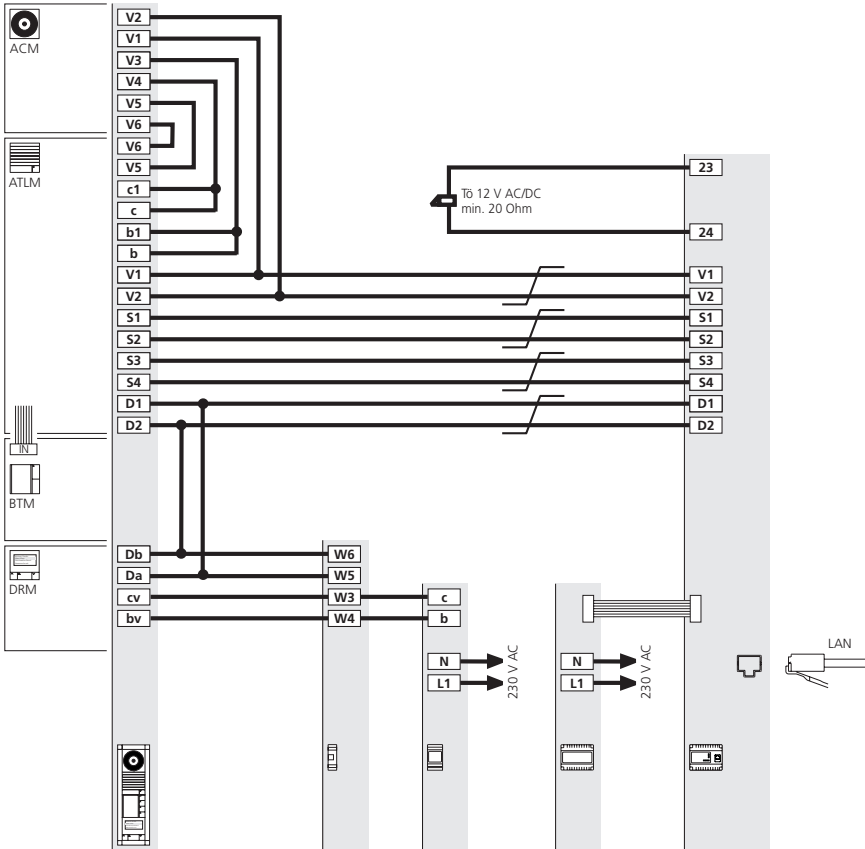 ACM
ATLM
IN
BTM
DRM
V2
V1
V3
V4
V5
V6
V6
V5
c1
c
b1
b
V1
V2
S1
S2
S3
S4
D1
D2
Db
Da
cv
bv
W6
W5
W3
W4
c
b
N
L1
230 V AC
N
L1
230 V AC
Tö 12 V AC/DC
min. 20 Ohm
23
24
V1
V2
S1
S2
S3
S4
D1
D2
LAN